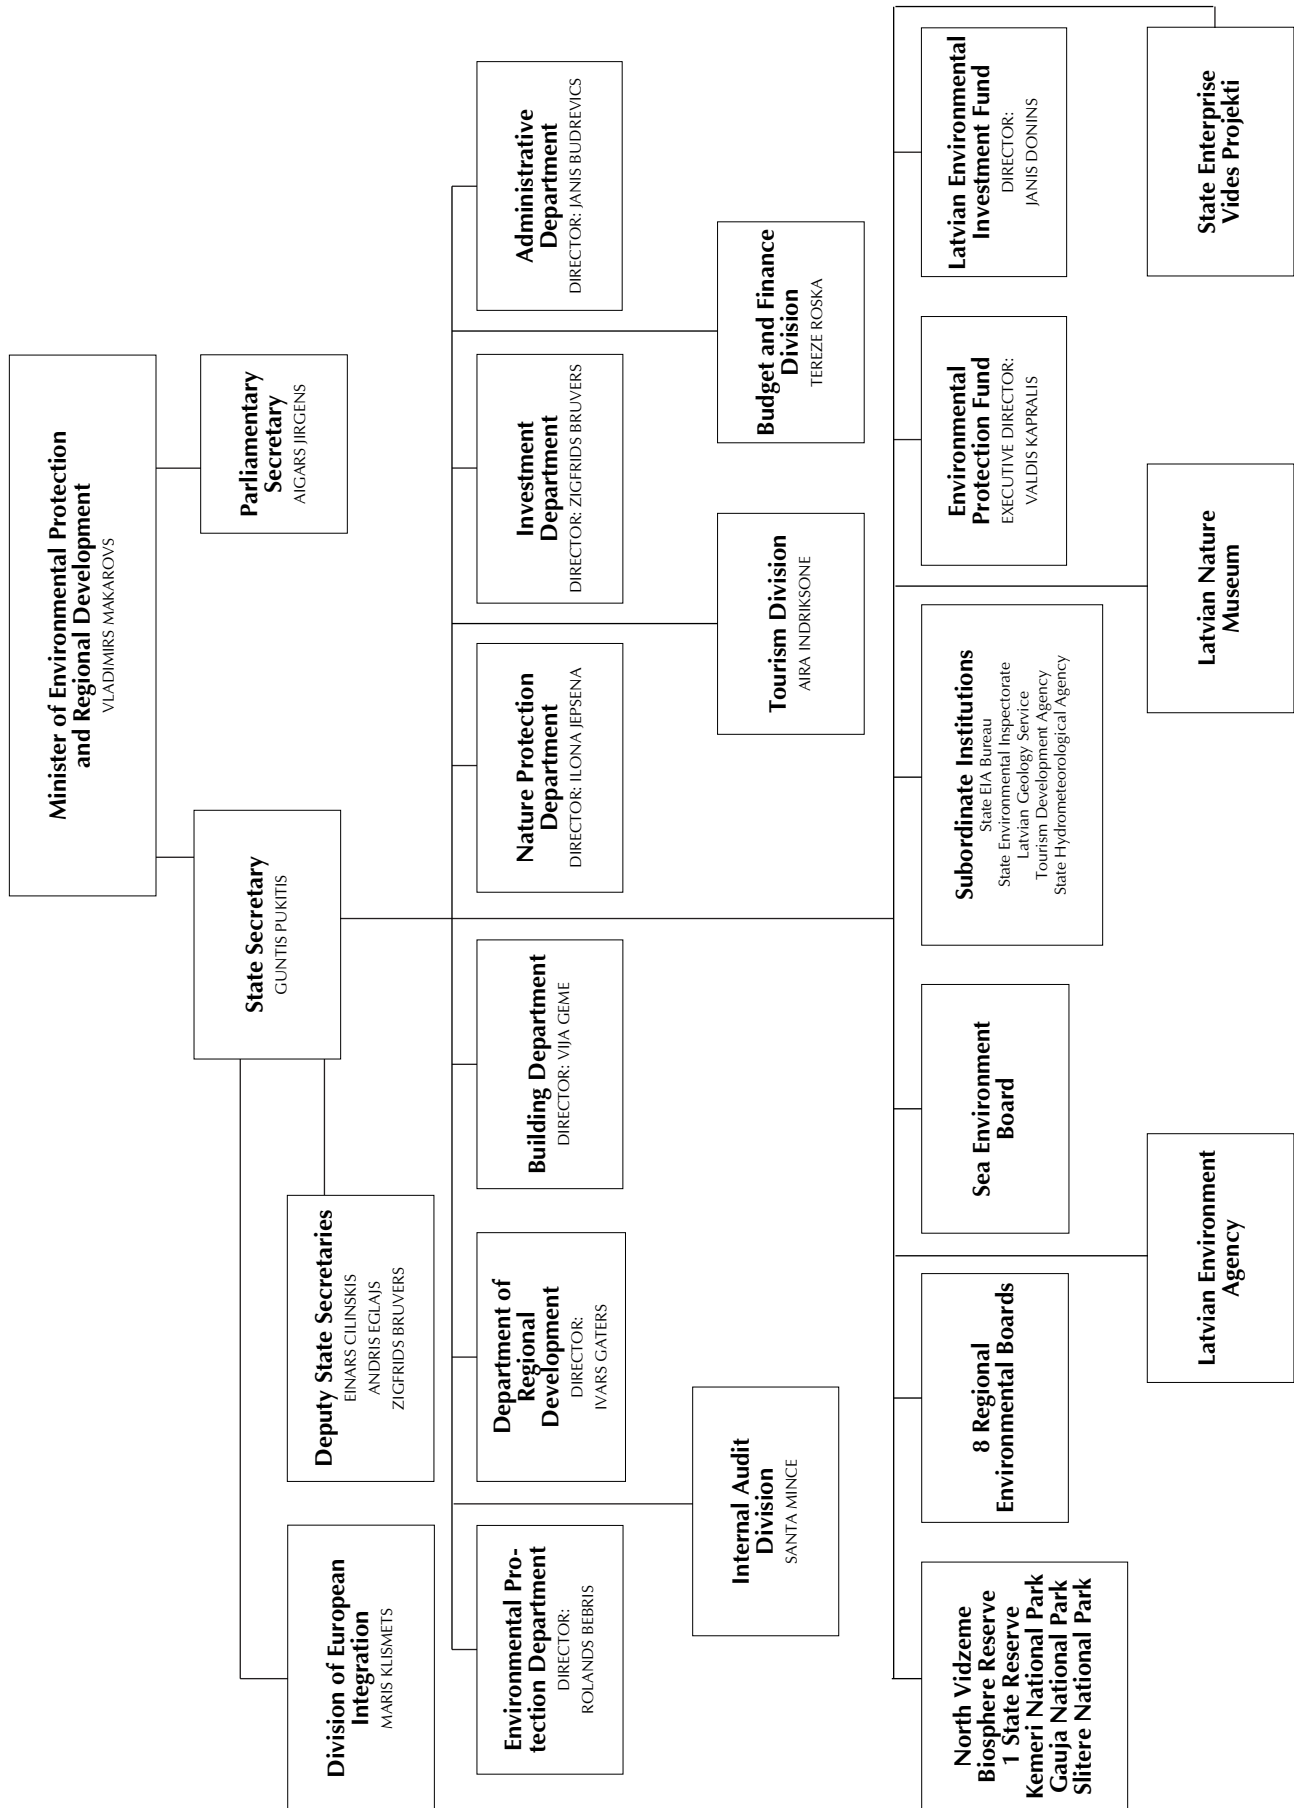 Minister of Environmental Protection
and Regional Development
VLADIMIRS MAKAROVS
State Secretary
GUNTIS PUKITIS
Parliamentary
Secretary
AIGARS JIRGENS
Division of European
Integration
MARIS KLISMETS
Deputy State Secretaries
EINARS CILINSKIS
ANDRIS EGLAJS
ZIGFRIDS BRUVERS
Environmental Pro-
tection Department
DIRECTOR:
ROLANDS BEBRIS
Department of
Regional
Development
DIRECTOR:
IVARS GATERS
Building Department
DIRECTOR: VIJA GEME
Nature Protection
Department
DIRECTOR: ILONA JEPSENA
Investment
Department
DIRECTOR: ZIGFRIDS BRUVERS
Administrative
Department
DIRECTOR: JANIS BUDREVICS
Internal Audit
Division
SANTA MINCE
Tourism Division
AIRA INDRIKSONE
Budget and Finance
Division
TEREZE ROSKA
North Vidzeme
Biosphere Reserve
1 State Reserve
Kemeri National Park
Gauja National Park
Slitere National Park
8 Regional
Environmental Boards
Sea Environment
Board
Subordinate Institutions
State EIA Bureau
State Environmental Inspectorate
Latvian Geology Service
Tourism Development Agency
State Hydrometeorological Agency
Environmental
Protection Fund
EXECUTIVE DIRECTOR:
VALDIS KAPRALIS
Latvian Environmental
Investment Fund
DIRECTOR:
JANIS DONINS
Latvian Environment
Agency
Latvian Nature
Museum
State Enterprise
Vides Projekti